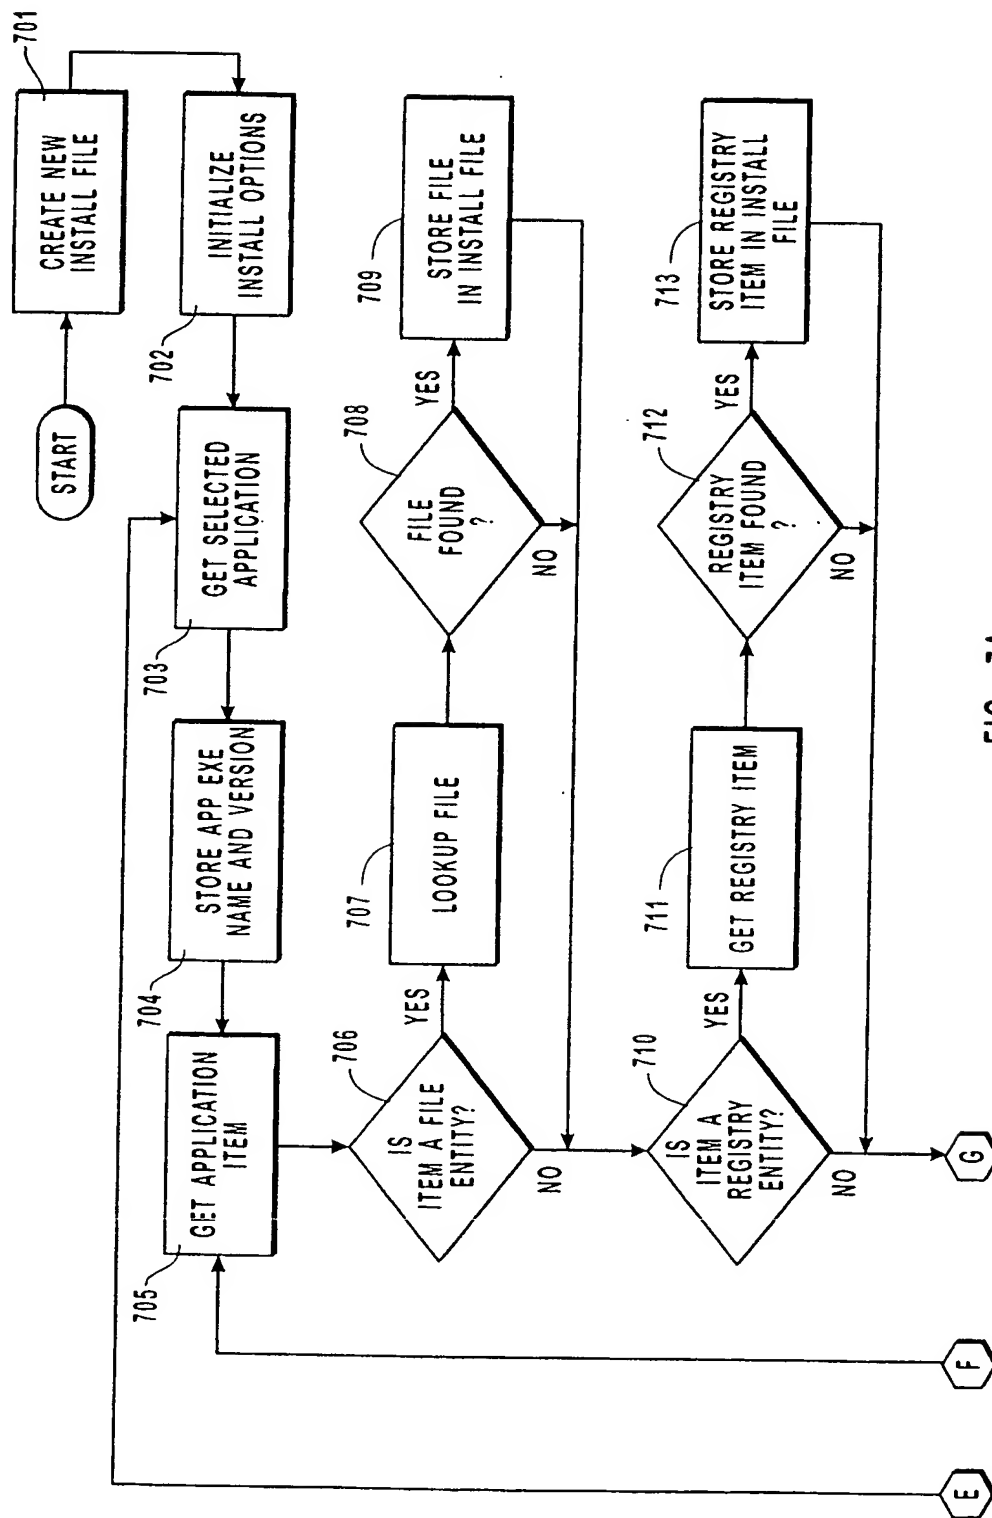 START
701
CREATE NEW
INSTALL FILE
702
INITIALIZE
INSTALL OPTIONS
703
GET SELECTED
APPLICATION
704
STORE APP EXE
NAME AND VERSION
705
GET APPLICATION
ITEM
706
IS
ITEM A FILE
ENTITY?
YES
NO
707
LOOKUP FILE
708
FILE
FOUND
?
YES
NO
709
STORE FILE
IN INSTALL FILE
710
IS
ITEM A
REGISTRY
ENTITY?
YES
NO
711
GET REGISTRY ITEM
712
REGISTRY
ITEM FOUND
?
YES
NO
713
STORE REGISTRY
ITEM IN INSTALL
FILE
E
F
G